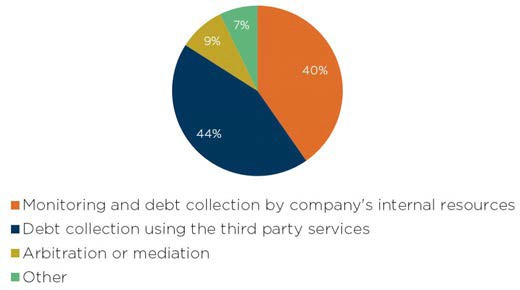 7%
9%
40%
44%
Monitoring and debt collection by company's internal resources
Debt collection using the third party services
Arbitration or mediation
Other